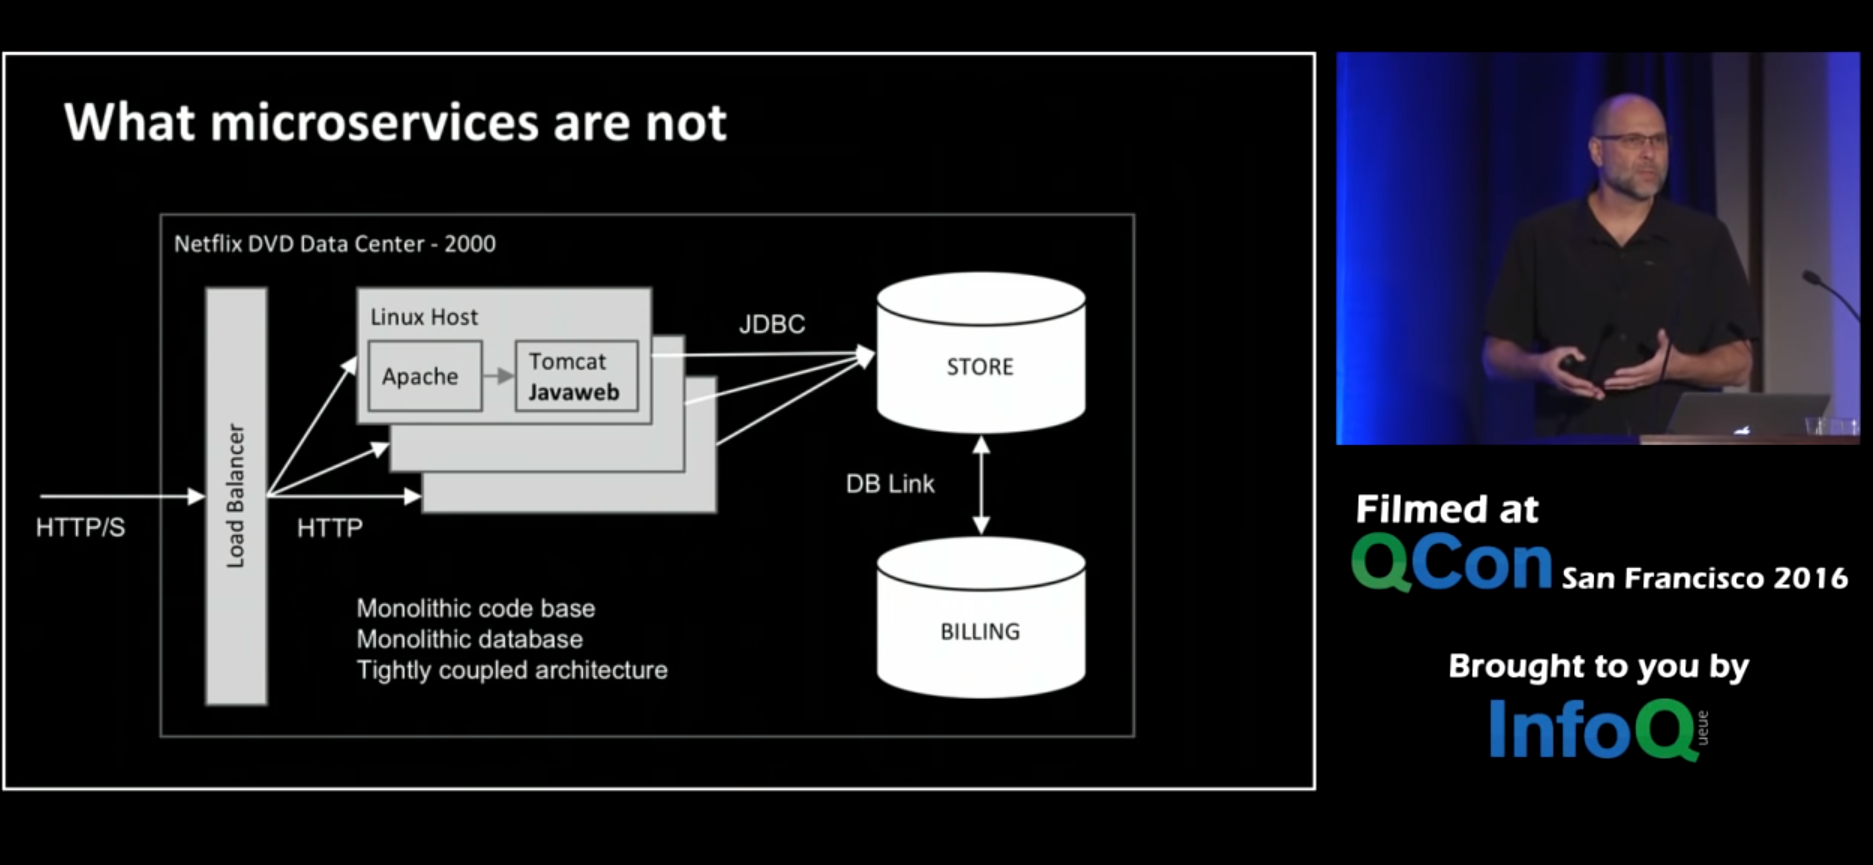 What microservices are not
Netflix DVD Data Center - 2000
Linux Host
Apache
Tomcat
Javaweb
JDBC
STORE
Load Balancer
HTTP/S
HTTP
DB Link
BILLING
Monolithic code base
Monolithic database
Tightly coupled architecture
Filmed at
QCon San Francisco 2016
Brought to you by
InfoQueue